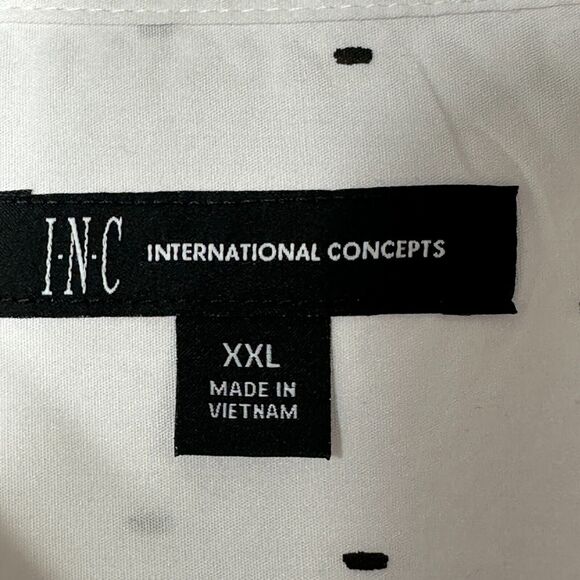 I·N·C INTERNATIONAL CONCEPTS
XXL
MADE IN
VIETNAM